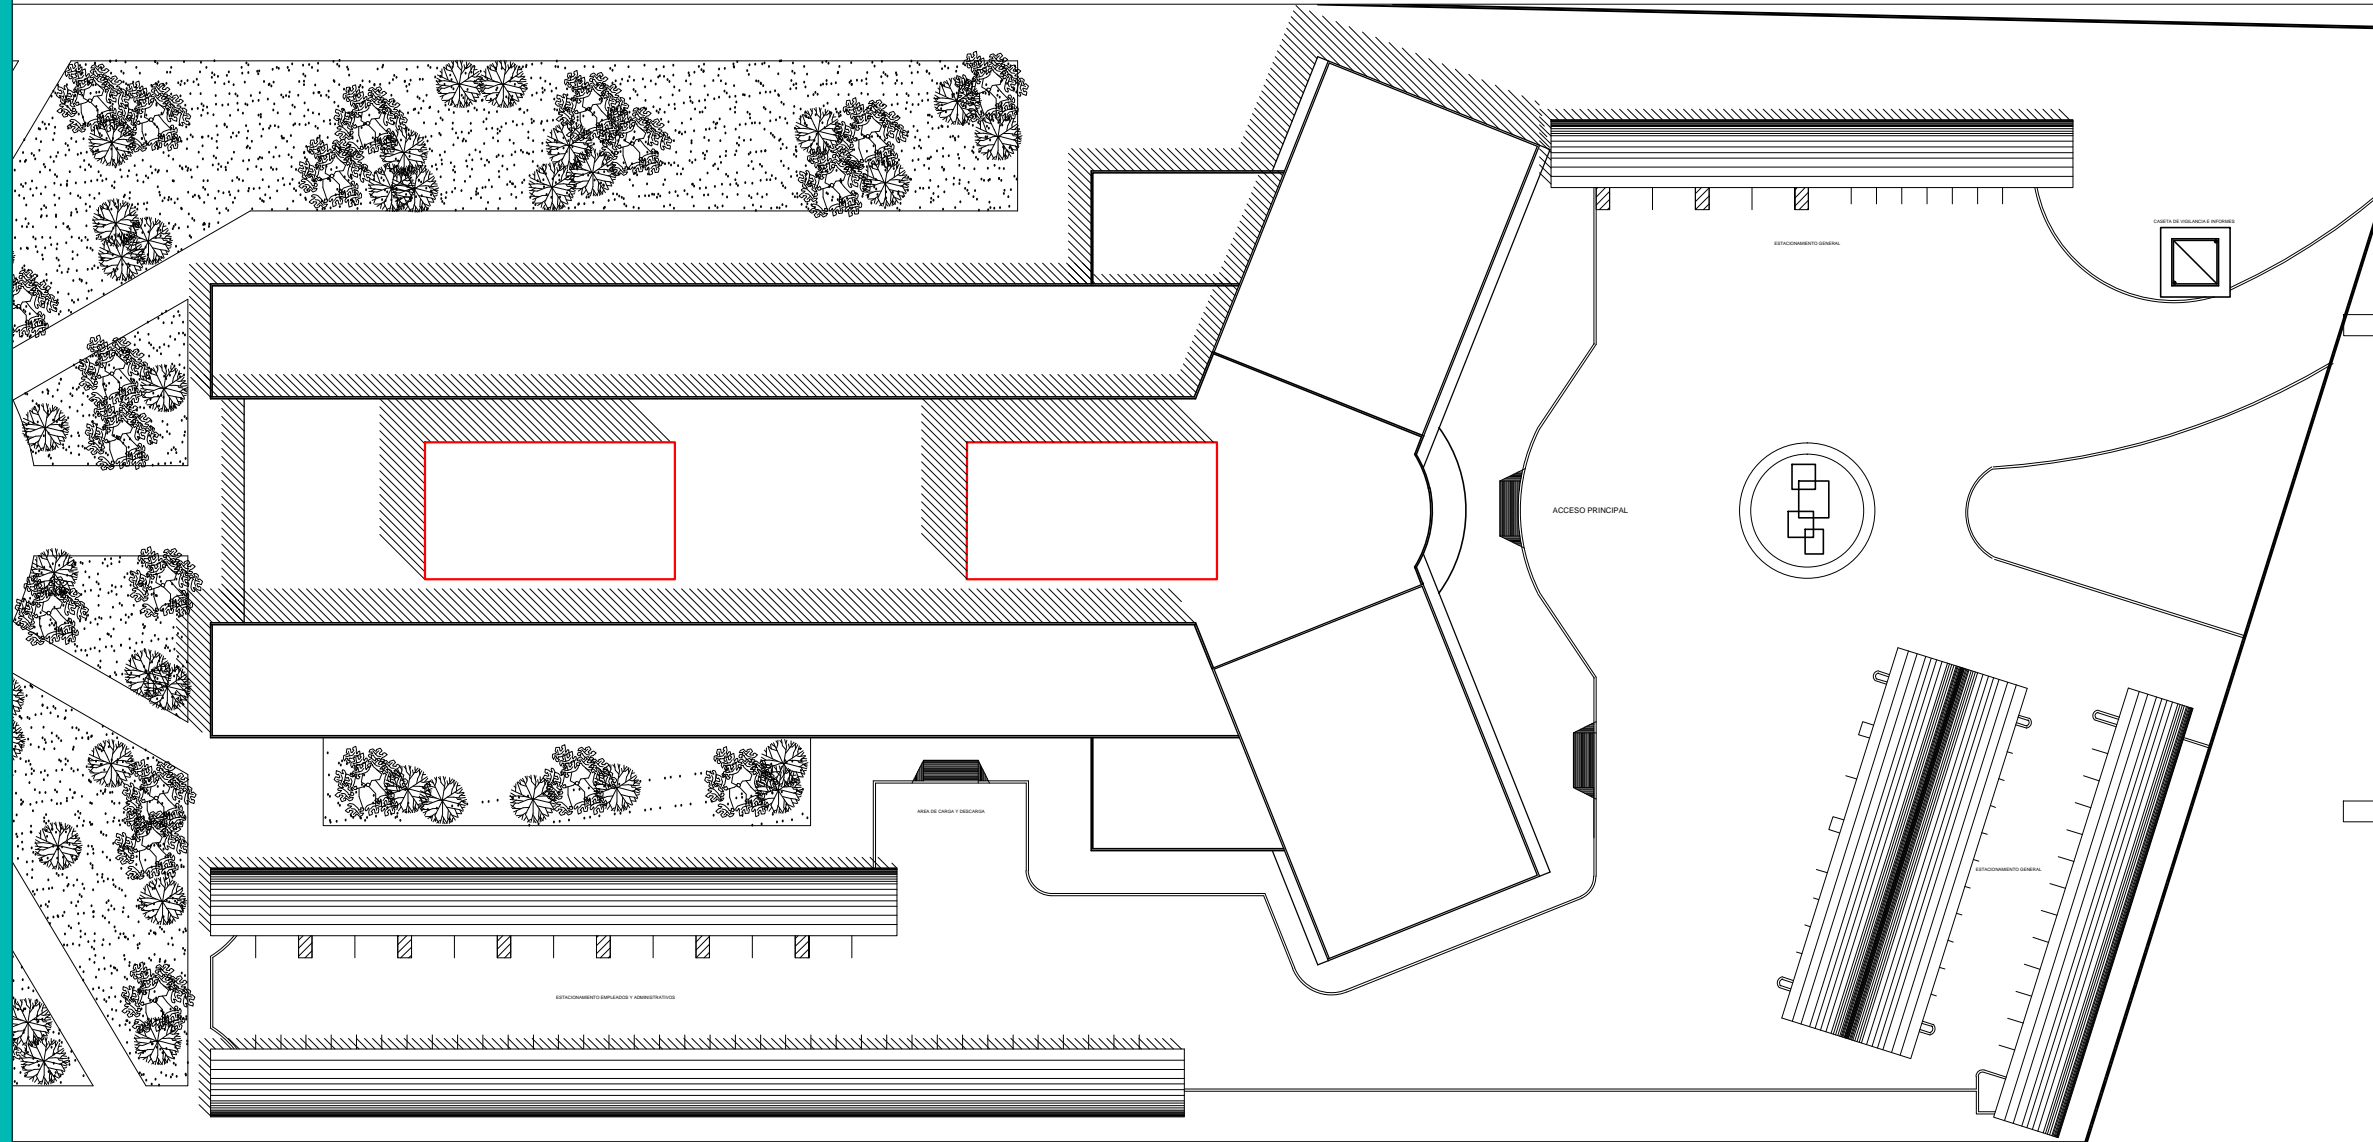 CASETA DE VIGILANCIA E INFORMES
ESTACIONAMIENTO GENERAL
ACCESO PRINCIPAL
AREA DE CARGA Y DESCARGA
ESTACIONAMIENTO GENERAL
ESTACIONAMIENTO EMPLEADOS Y ADMINISTRATIVOS